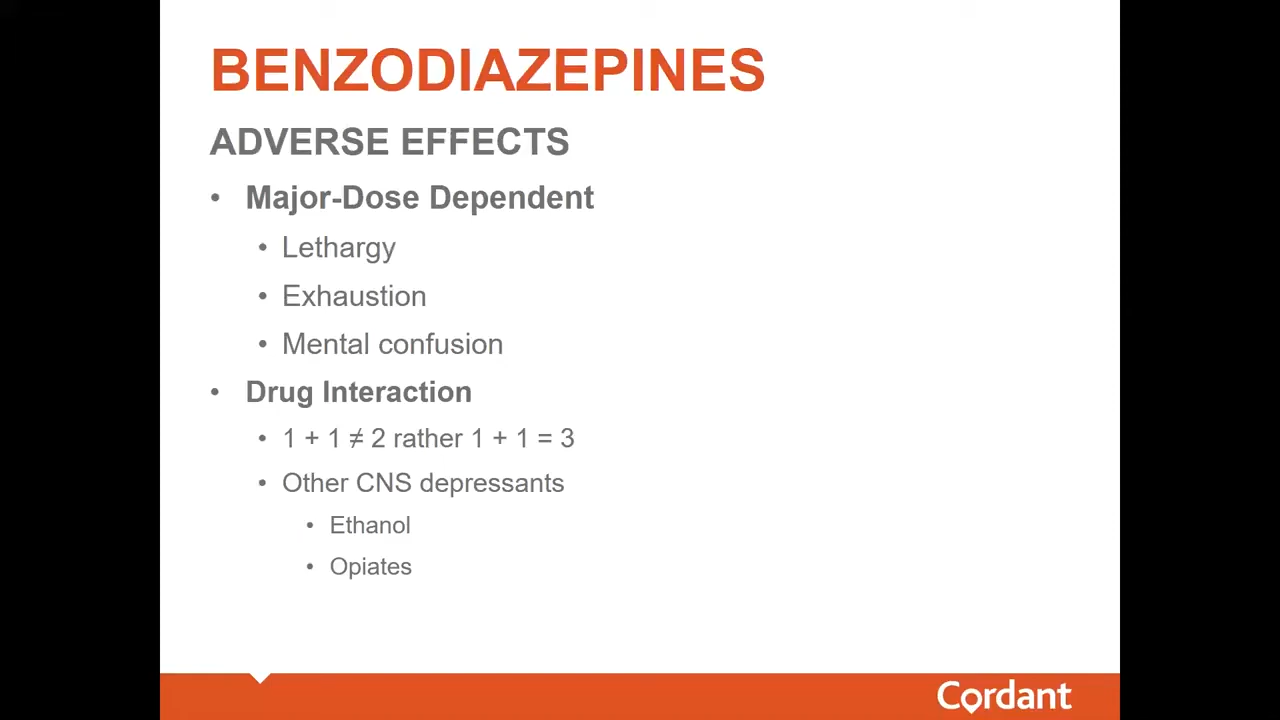 BENZODIAZEPINES
ADVERSE EFFECTS
• Major-Dose Dependent
• Lethargy
• Exhaustion
• Mental confusion
• Drug Interaction
• 1 + 1 ≠ 2 rather 1 + 1 = 3
• Other CNS depressants
• Ethanol
• Opiates
Cordant